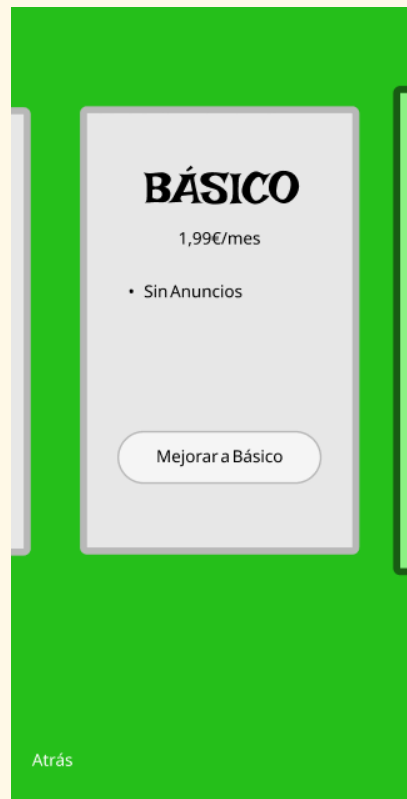 BÁSICO
1,99€/mes
• Sin Anuncios
Mejorar a Básico
Atrás